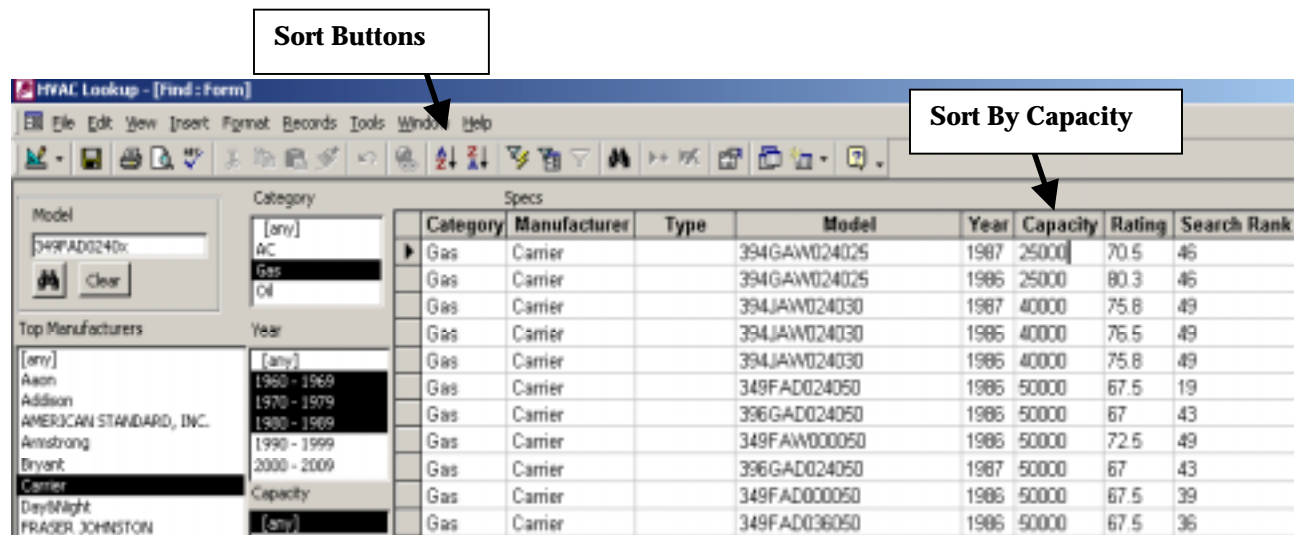 Sort Buttons
HVAC Lookup - [Find : Form]
File Edit View Insert Format Records Tools Window Help
Sort By Capacity
Model
349FAD0240x
Clear
Category
[any]
AC
Gas
Oil
Top Manufacturers
[any]
Aaon
Addison
AMERICAN STANDARD, INC.
Armstrong
Bryant
Carrier
Day&Night
FRASER JOHNSTON
Year
[any]
1960 - 1969
1970 - 1979
1980 - 1989
1990 - 1999
2000 - 2009
Capacity
[any]
Specs
Category Manufacturer Type Model Year Capacity Rating Search Rank
Gas Carrier 394GAW024025 1987 25000 70.5 46
Gas Carrier 394GAW024025 1986 25000 80.3 46
Gas Carrier 394JAW024030 1987 40000 75.8 49
Gas Carrier 394JAW024030 1986 40000 76.5 49
Gas Carrier 394JAW024030 1986 40000 75.8 49
Gas Carrier 349FAD024050 1986 50000 67.5 19
Gas Carrier 396GAD024050 1986 50000 67 43
Gas Carrier 349FAW000050 1986 50000 72.5 49
Gas Carrier 396GAD024050 1987 50000 67 43
Gas Carrier 349FAD000050 1986 50000 67.5 39
Gas Carrier 349FAD036050 1986 50000 67.5 36